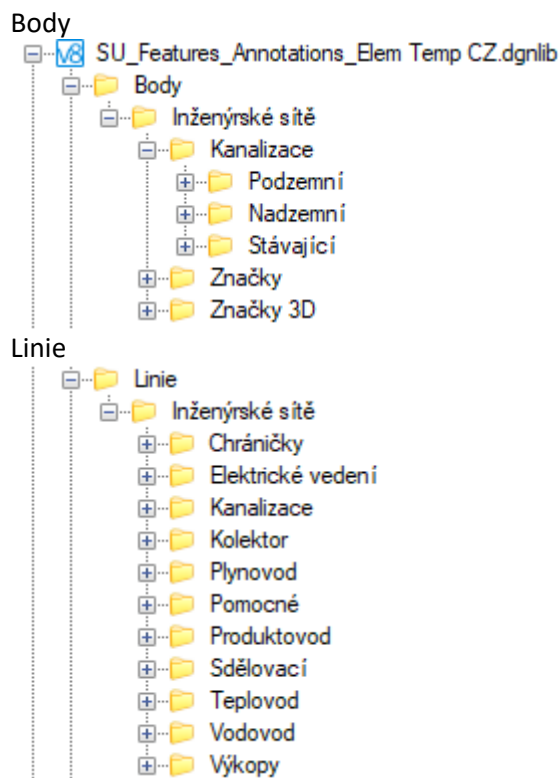 Body
V8 SU_Features_Annotations_Elem Temp CZ.dgnlib
Body
Inženýrské sítě
Kanalizace
Podzemní
Nadzemní
Stávající
Značky
Značky 3D
Linie
Linie
Inženýrské sítě
Chráničky
Elektrické vedení
Kanalizace
Kolektor
Plynovod
Pomocné
Produktovod
Sdělovací
Teplovod
Vodovod
Výkopy